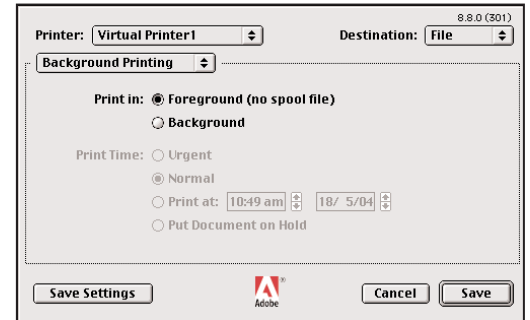 8.8.0 (301)
Printer: Virtual Printer1 Destination: File
Background Printing
Print in: Foreground (no spool file)
Background
Print Time: Urgent
Normal
Print at: 10:49 am 18/ 5/04
Put Document on Hold
Save Settings Adobe® Cancel Save